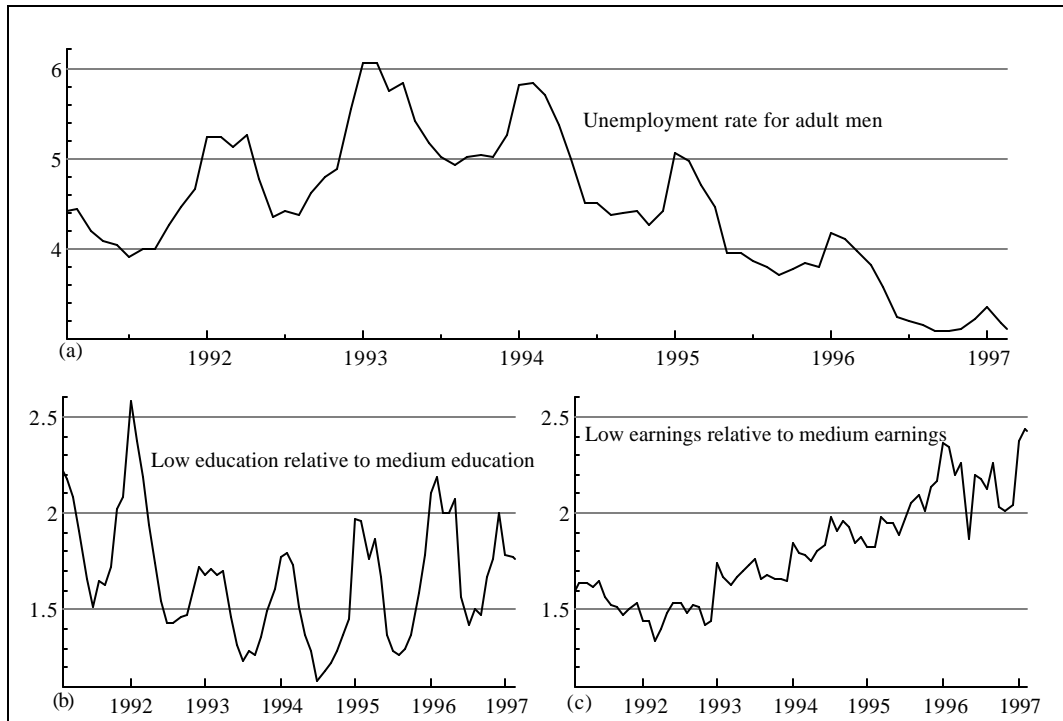 6
Unemployment rate for adult men
5
4
(a)
1992 1993 1994 1995 1996 1997
2.5
Low education relative to medium education
2
1.5
(b)
1992 1993 1994 1995 1996 1997
2.5
Low earnings relative to medium earnings
2
1.5
(c)
1992 1993 1994 1995 1996 1997